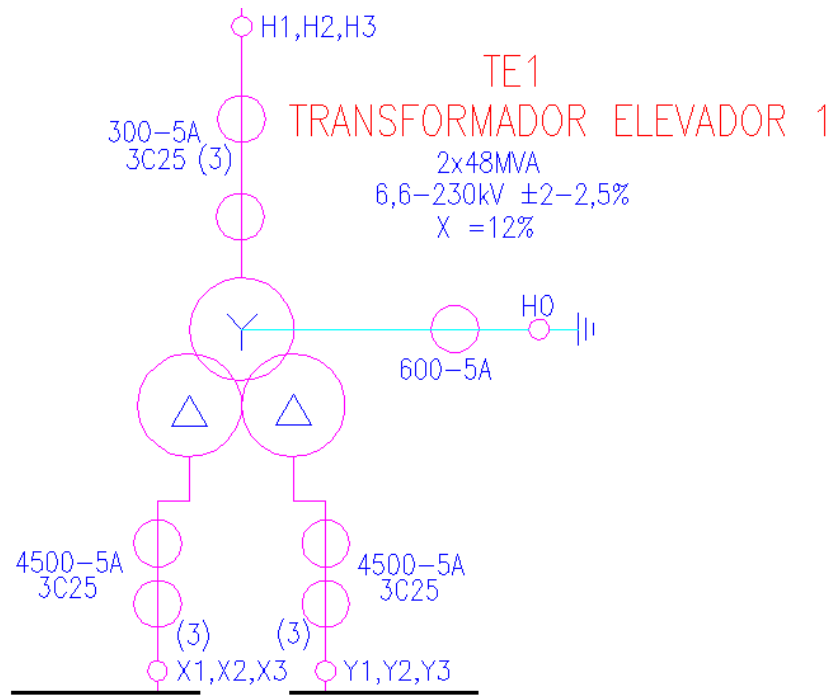 H1,H2,H3
TE1
TRANSFORMADOR ELEVADOR 1
300-5A
3C25 (3)
2x48MVA
6,6-230kV ±2-2,5%
X =12%
Y
H0
600-5A
4500-5A
3C25
(3)
X1,X2,X3
4500-5A
3C25
(3)
Y1,Y2,Y3